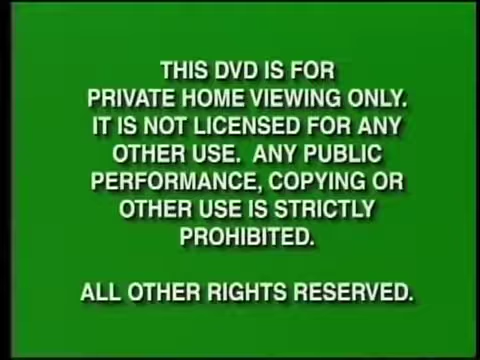 THIS DVD IS FOR
PRIVATE HOME VIEWING ONLY.
IT IS NOT LICENSED FOR ANY
OTHER USE.  ANY PUBLIC
PERFORMANCE, COPYING OR
OTHER USE IS STRICTLY
PROHIBITED.

ALL OTHER RIGHTS RESERVED.